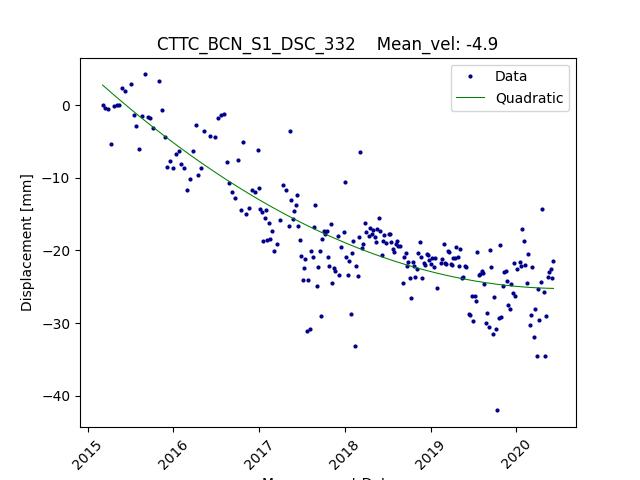 CTTC_BCN_S1_DSC_332    Mean_vel: -4.9
Data
Quadratic
Displacement [mm]
0
−10
−20
−30
−40
2015
2016
2017
2018
2019
2020